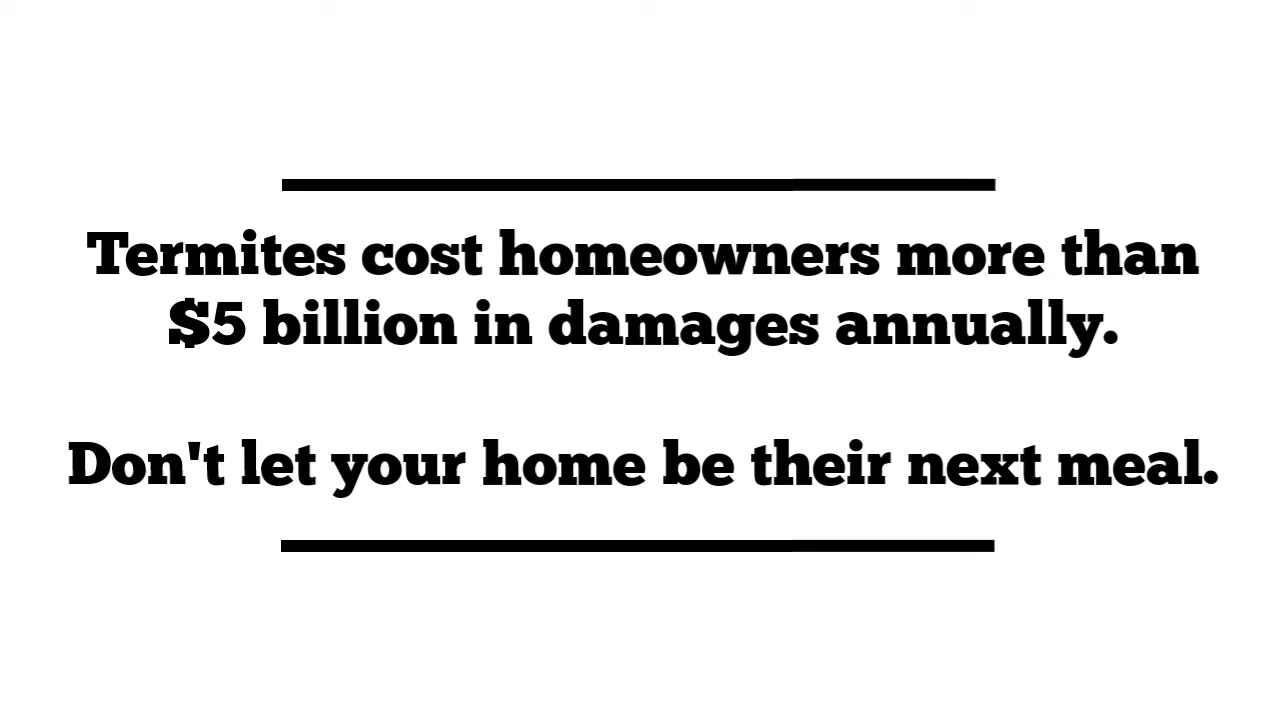 Termites cost homeowners more than
$5 billion in damages annually.
Don't let your home be their next meal.